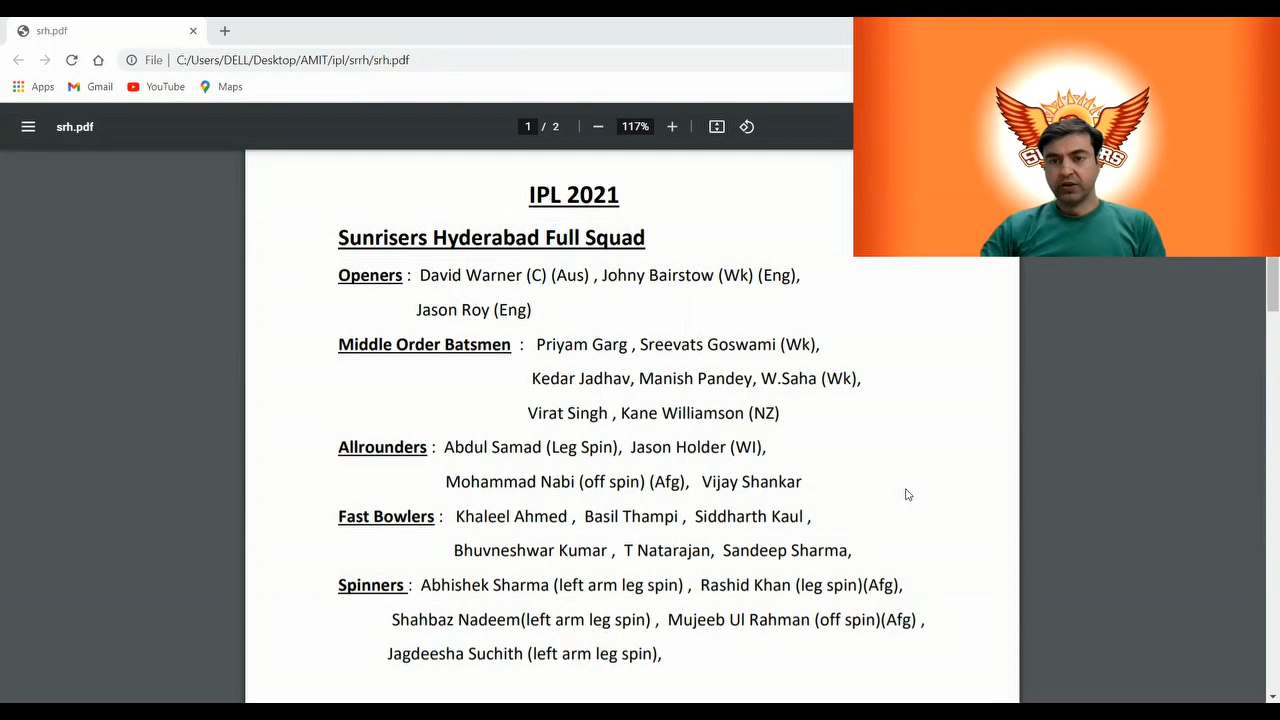 srh.pdf
File C:/Users/DELL/Desktop/AMIT/ipl/srrh/srh.pdf
Apps Gmail YouTube Maps
srh.pdf 1 / 2 117%
IPL 2021
Sunrisers Hyderabad Full Squad
Openers : David Warner (C) (Aus) , Johny Bairstow (Wk) (Eng),
Jason Roy (Eng)
Middle Order Batsmen : Priyam Garg , Sreevats Goswami (Wk),
Kedar Jadhav, Manish Pandey, W.Saha (Wk),
Virat Singh , Kane Williamson (NZ)
Allrounders : Abdul Samad (Leg Spin), Jason Holder (WI),
Mohammad Nabi (off spin) (Afg), Vijay Shankar
Fast Bowlers : Khaleel Ahmed , Basil Thampi , Siddharth Kaul ,
Bhuvneshwar Kumar , T Natarajan, Sandeep Sharma,
Spinners : Abhishek Sharma (left arm leg spin) , Rashid Khan (leg spin)(Afg),
Shahbaz Nadeem(left arm leg spin) , Mujeeb Ul Rahman (off spin)(Afg) ,
Jagdeesha Suchith (left arm leg spin),